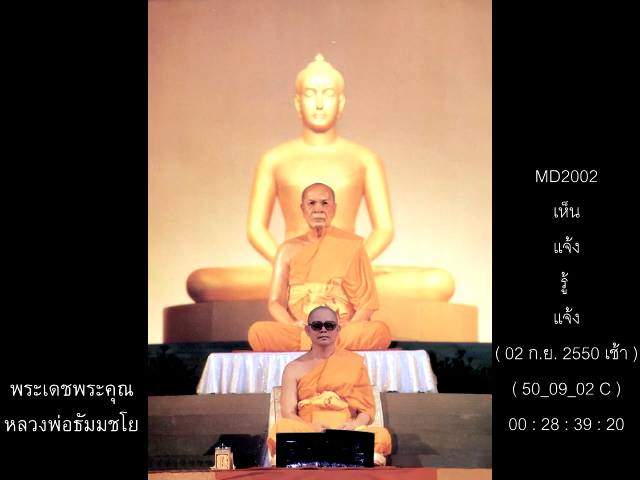 พระเดชพระคุณ
หลวงพ่อธัมมชโย
MD2002
เห็น
แจ้ง
รู้
แจ้ง
( 02 ก.ย. 2550 เช้า )
( 50_09_02 C )
00 : 28 : 39 : 20